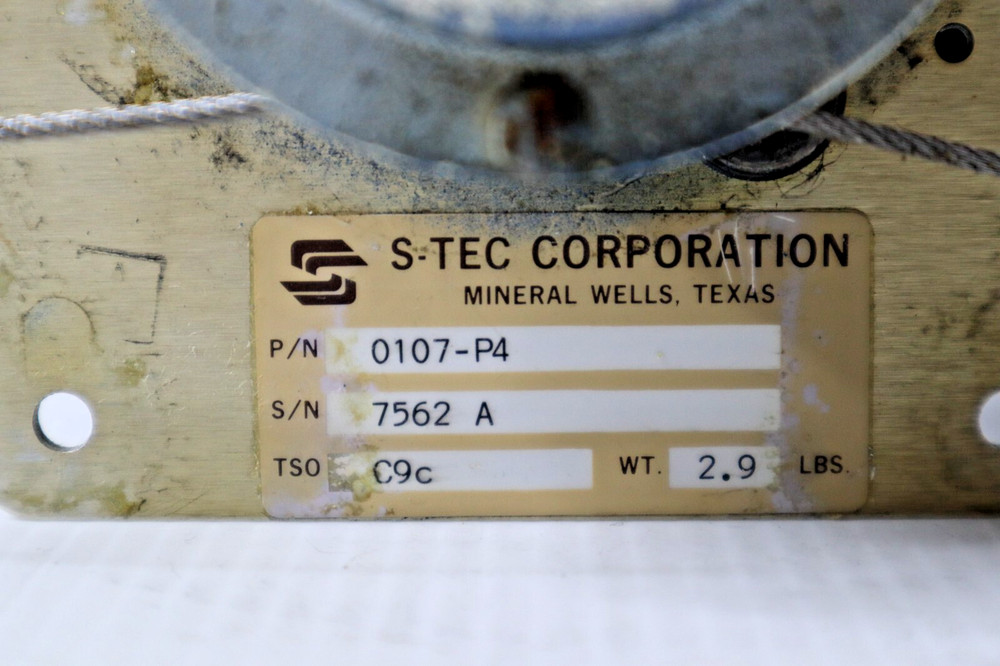 S-TEC CORPORATION
MINERAL WELLS, TEXAS
P/N 0107-P4
S/N 7562 A
TSO C9c WT. 2.9 LBS.